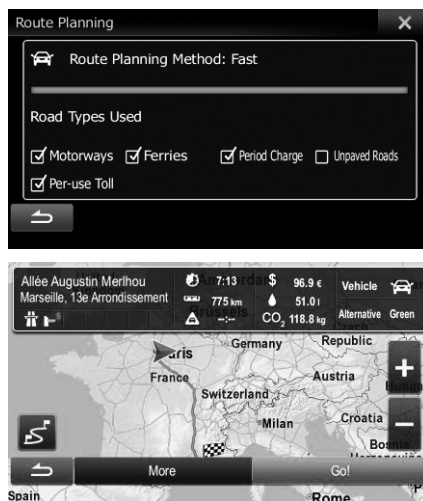 Route Planning
Route Planning Method: Fast
Road Types Used
Motorways Ferries Period Charge Unpaved Roads
Per-use Toll
Allée Augustin Merlhou
Marseille, 13e Arrondissement
7:13 $ 96.9 €
775 km 51.0 l
--:-- CO2 118.8 kg
Vehicle
Alternative Green
Germany Republic
Paris
France Austria
Switzerland
Milan Croatia
Bosnia
More Go!
Spain Rome